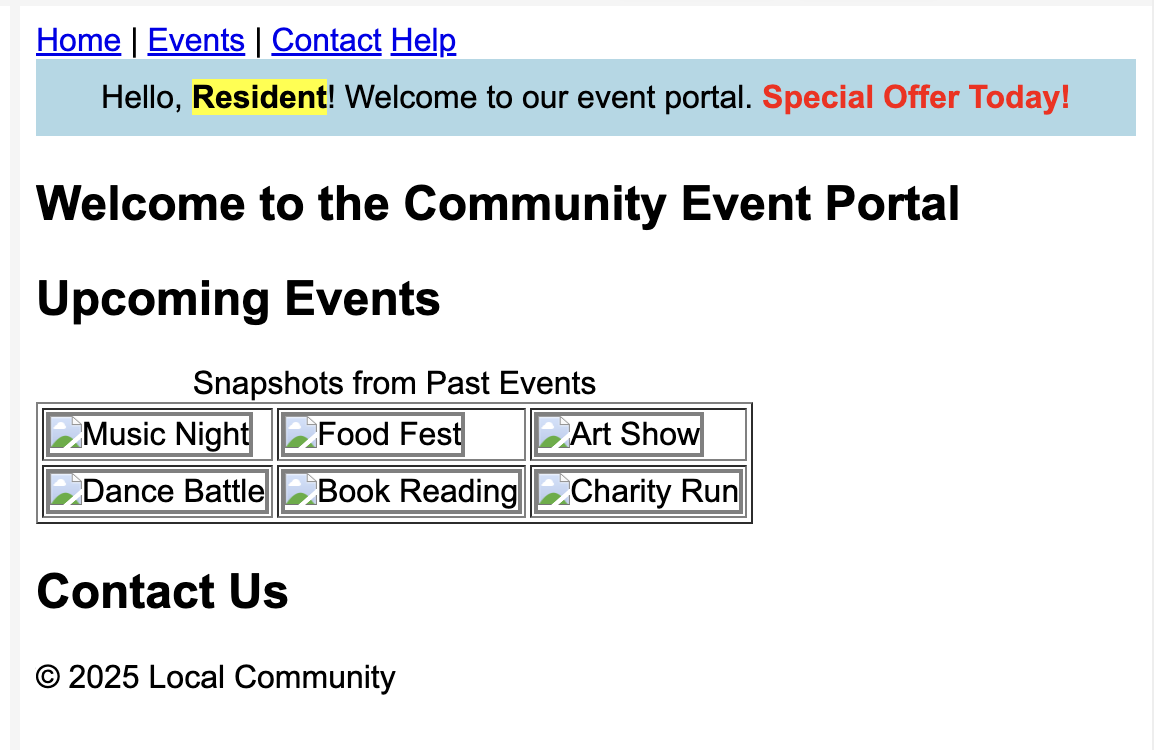 Home | Events | Contact Help
Hello, Resident! Welcome to our event portal. Special Offer Today!
Welcome to the Community Event Portal
Upcoming Events
Snapshots from Past Events
Music Night Food Fest Art Show
Dance Battle Book Reading Charity Run
Contact Us
© 2025 Local Community